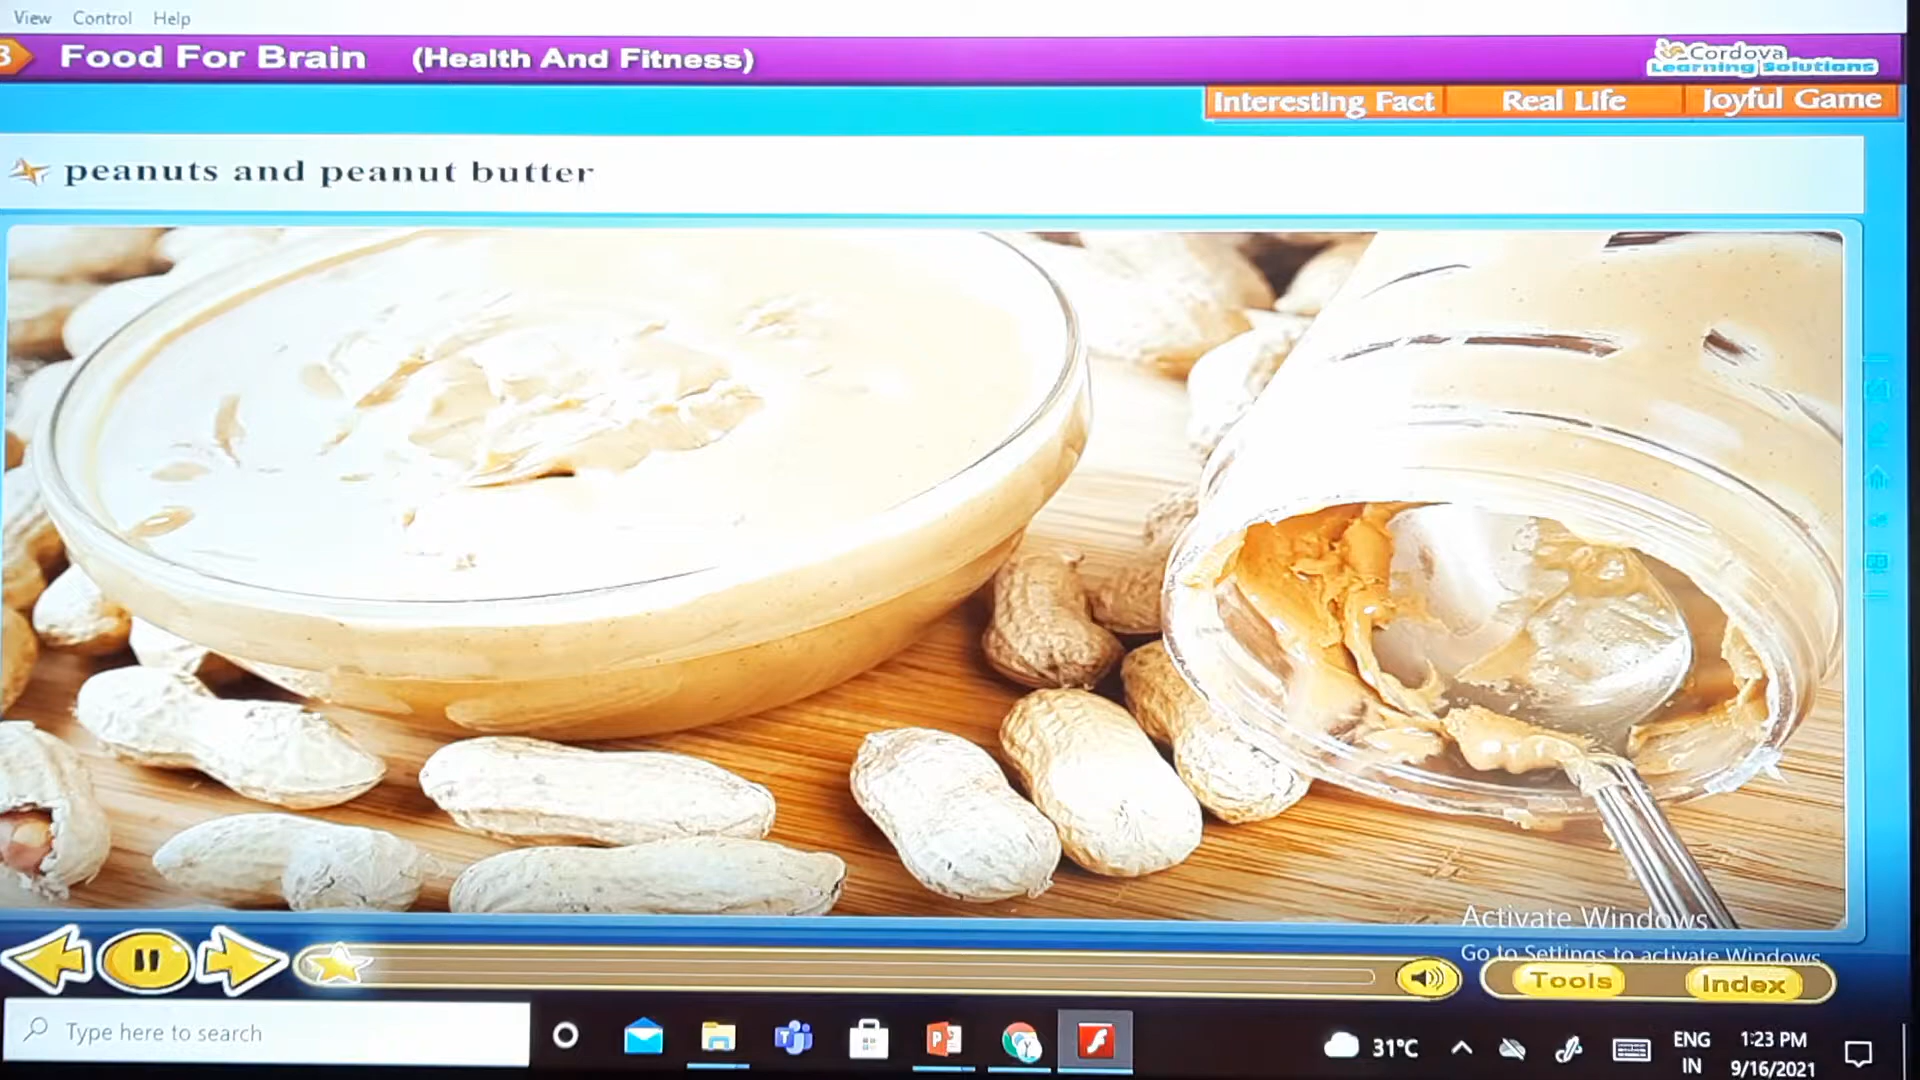 View Control Help
3 Food For Brain (Health And Fitness)
Cordova
Learning Solutions
Interesting Fact Real Life Joyful Game
peanuts and peanut butter
Activate Windows
Go to Settings to activate Windows.
Tools Index
Type here to search
31°C
ENG
IN
1:23 PM
9/16/2021